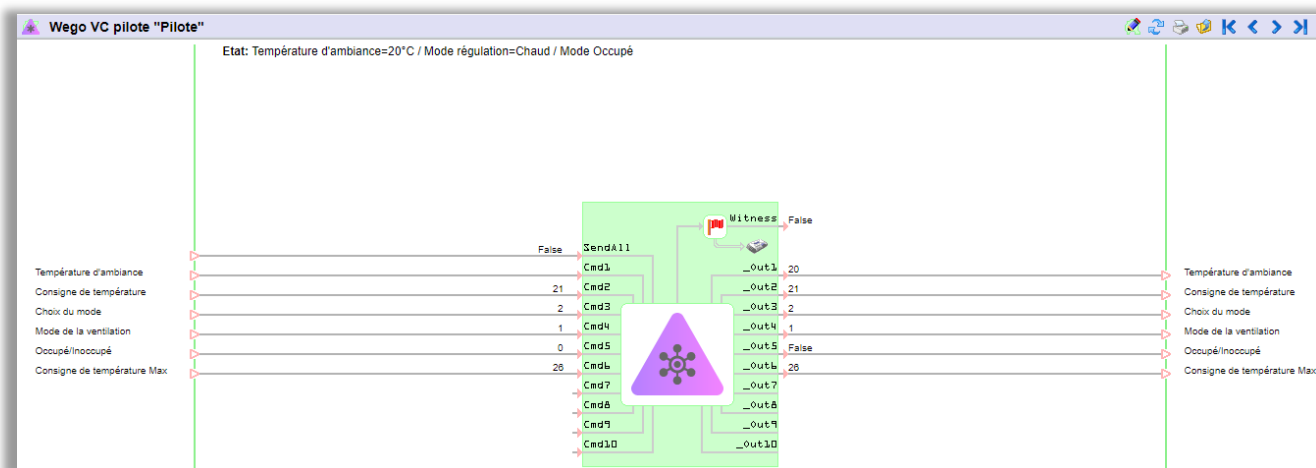 Wego VC pilote "Pilote"
Etat: Température d'ambiance=20°C / Mode régulation=Chaud / Mode Occupé
Witness False
False SendAll
Température d'ambiance Cmd1 _Out1 20 Température d'ambiance
Consigne de température 21 Cmd2 _Out2 21 Consigne de température
Choix du mode 2 Cmd3 _Out3 2 Choix du mode
Mode de la ventilation 1 Cmd4 _Out4 1 Mode de la ventilation
Occupé/Inoccupé 0 Cmd5 _Out5 False Occupé/Inoccupé
Consigne de température Max 26 Cmd6 _Out6 26 Consigne de température Max
Cmd7 _Out7
Cmd8 _Out8
Cmd9 _Out9
Cmd10 _Out10